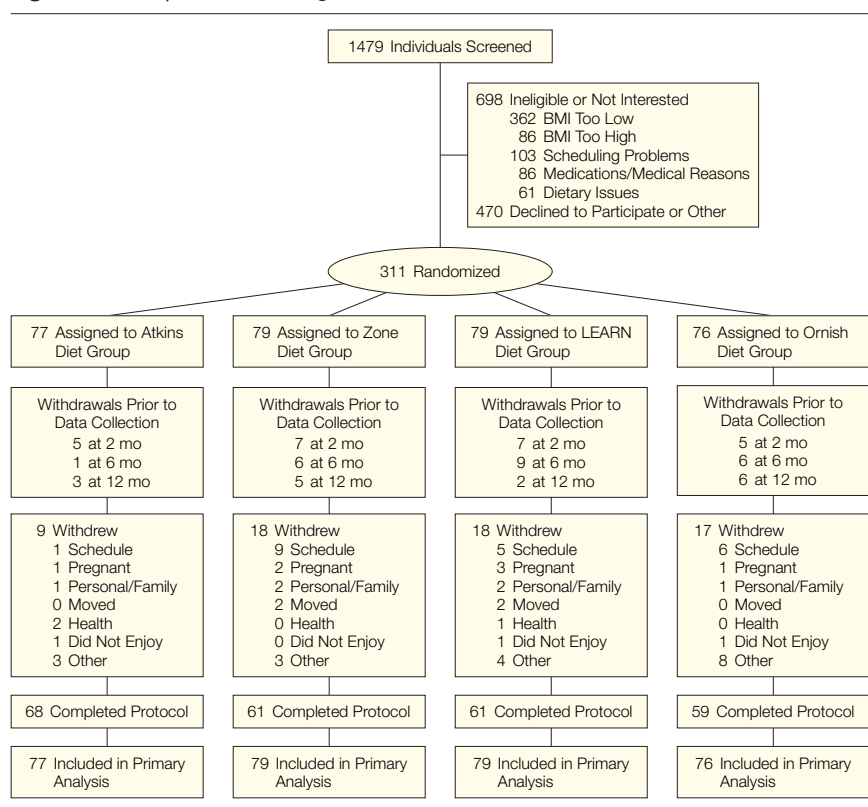 1479 Individuals Screened
698 Ineligible or Not Interested
362 BMI Too Low
86 BMI Too High
103 Scheduling Problems
86 Medications/Medical Reasons
61 Dietary Issues
470 Declined to Participate or Other
311 Randomized
77 Assigned to Atkins
Diet Group
Withdrawals Prior to
Data Collection
5 at 2 mo
1 at 6 mo
3 at 12 mo
9 Withdrew
1 Schedule
1 Pregnant
1 Personal/Family
0 Moved
2 Health
1 Did Not Enjoy
3 Other
68 Completed Protocol
77 Included in Primary
Analysis
79 Assigned to Zone
Diet Group
Withdrawals Prior to
Data Collection
7 at 2 mo
6 at 6 mo
5 at 12 mo
18 Withdrew
9 Schedule
2 Pregnant
2 Personal/Family
2 Moved
0 Health
0 Did Not Enjoy
3 Other
61 Completed Protocol
79 Included in Primary
Analysis
79 Assigned to LEARN
Diet Group
Withdrawals Prior to
Data Collection
7 at 2 mo
9 at 6 mo
2 at 12 mo
18 Withdrew
5 Schedule
3 Pregnant
2 Personal/Family
2 Moved
1 Health
1 Did Not Enjoy
4 Other
61 Completed Protocol
79 Included in Primary
Analysis
76 Assigned to Ornish
Diet Group
Withdrawals Prior to
Data Collection
5 at 2 mo
6 at 6 mo
6 at 12 mo
17 Withdrew
6 Schedule
1 Pregnant
1 Personal/Family
0 Moved
0 Health
1 Did Not Enjoy
8 Other
59 Completed Protocol
76 Included in Primary
Analysis